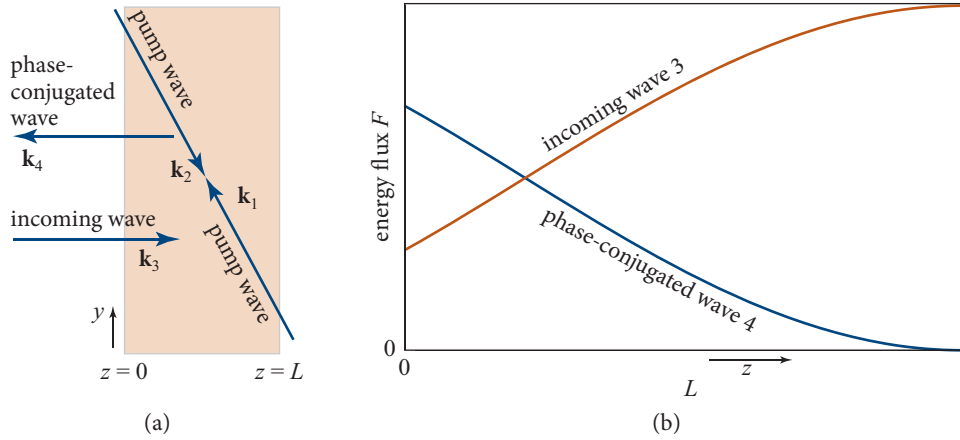 phase-
conjugated
wave
k4
pump wave
k2
k1
incoming wave
k3
pump wave
y
z = 0
z = L
(a)
energy flux F
incoming wave 3
phase-conjugated wave 4
0
0
z
L
(b)